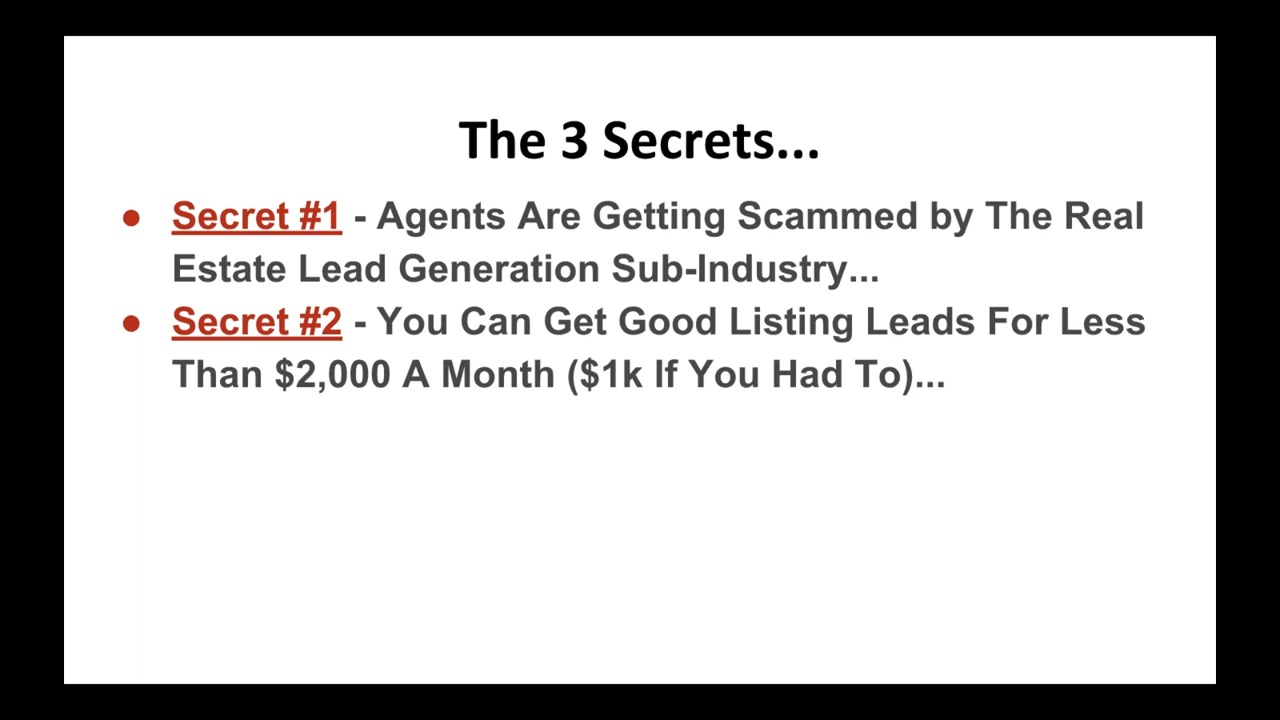 The 3 Secrets...
● Secret #1 - Agents Are Getting Scammed by The Real
Estate Lead Generation Sub-Industry...
● Secret #2 - You Can Get Good Listing Leads For Less
Than $2,000 A Month ($1k If You Had To)...